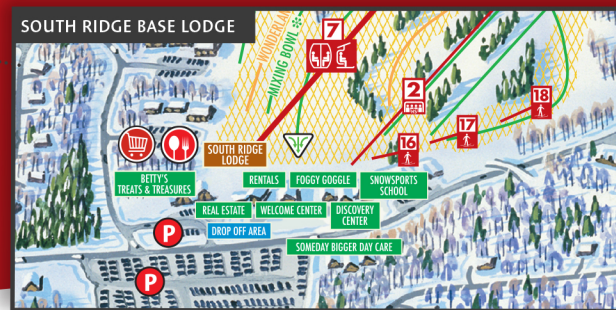 SOUTH RIDGE BASE LODGE
WONDERLA
MIXING BOWL
7
2
18
17
16
SOUTH RIDGE
LODGE
BETTY'S
TREATS & TREASURES
RENTALS
FOGGY GOGGLE
SNOWSPORTS
SCHOOL
REAL ESTATE
WELCOME CENTER
DISCOVERY
CENTER
DROP OFF AREA
SOMEDAY BIGGER DAY CARE
P
P